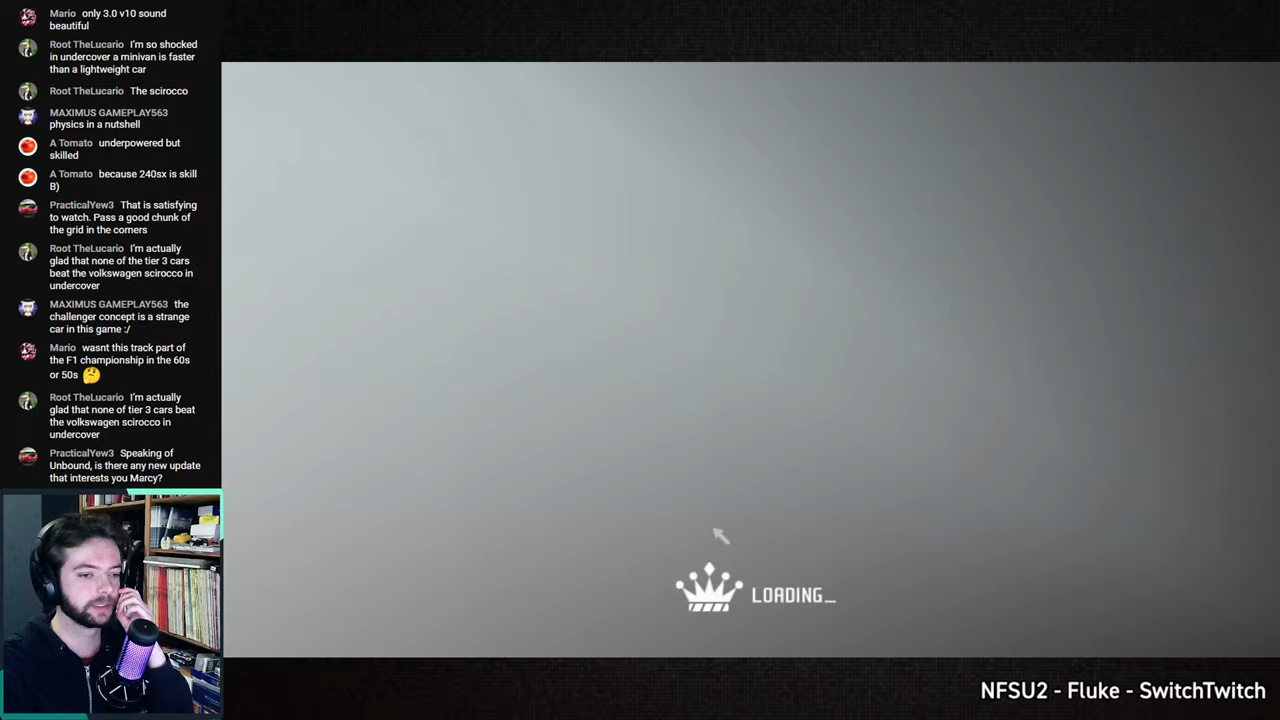 Mario only 3.0 v10 sound
beautiful
Root TheLucario I'm so shocked
in undercover a minivan is faster
than a lightweight car
Root TheLucario The scirocco
MAXIMUS GAMEPLAY563
physics in a nutshell
A Tomato underpowered but
skilled
A Tomato because 240sx is skill
B)
PracticalYew3 That is satisfying
to watch. Pass a good chunk of
the grid in the corners
Root TheLucario I'm actually
glad that none of the tier 3 cars
beat the volkswagen scirocco in
undercover
MAXIMUS GAMEPLAY563 the
challenger concept is a strange
car in this game :/
Mario wasnt this track part of
the F1 championship in the 60s
or 50s 🤔
Root TheLucario I'm actually
glad that none of tier 3 cars beat
the volkswagen scirocco in
undercover
PracticalYew3 Speaking of
Unbound, is there any new update
that interests you Marcy?
LOADING...
NFSU2 - Fluke - SwitchTwitch